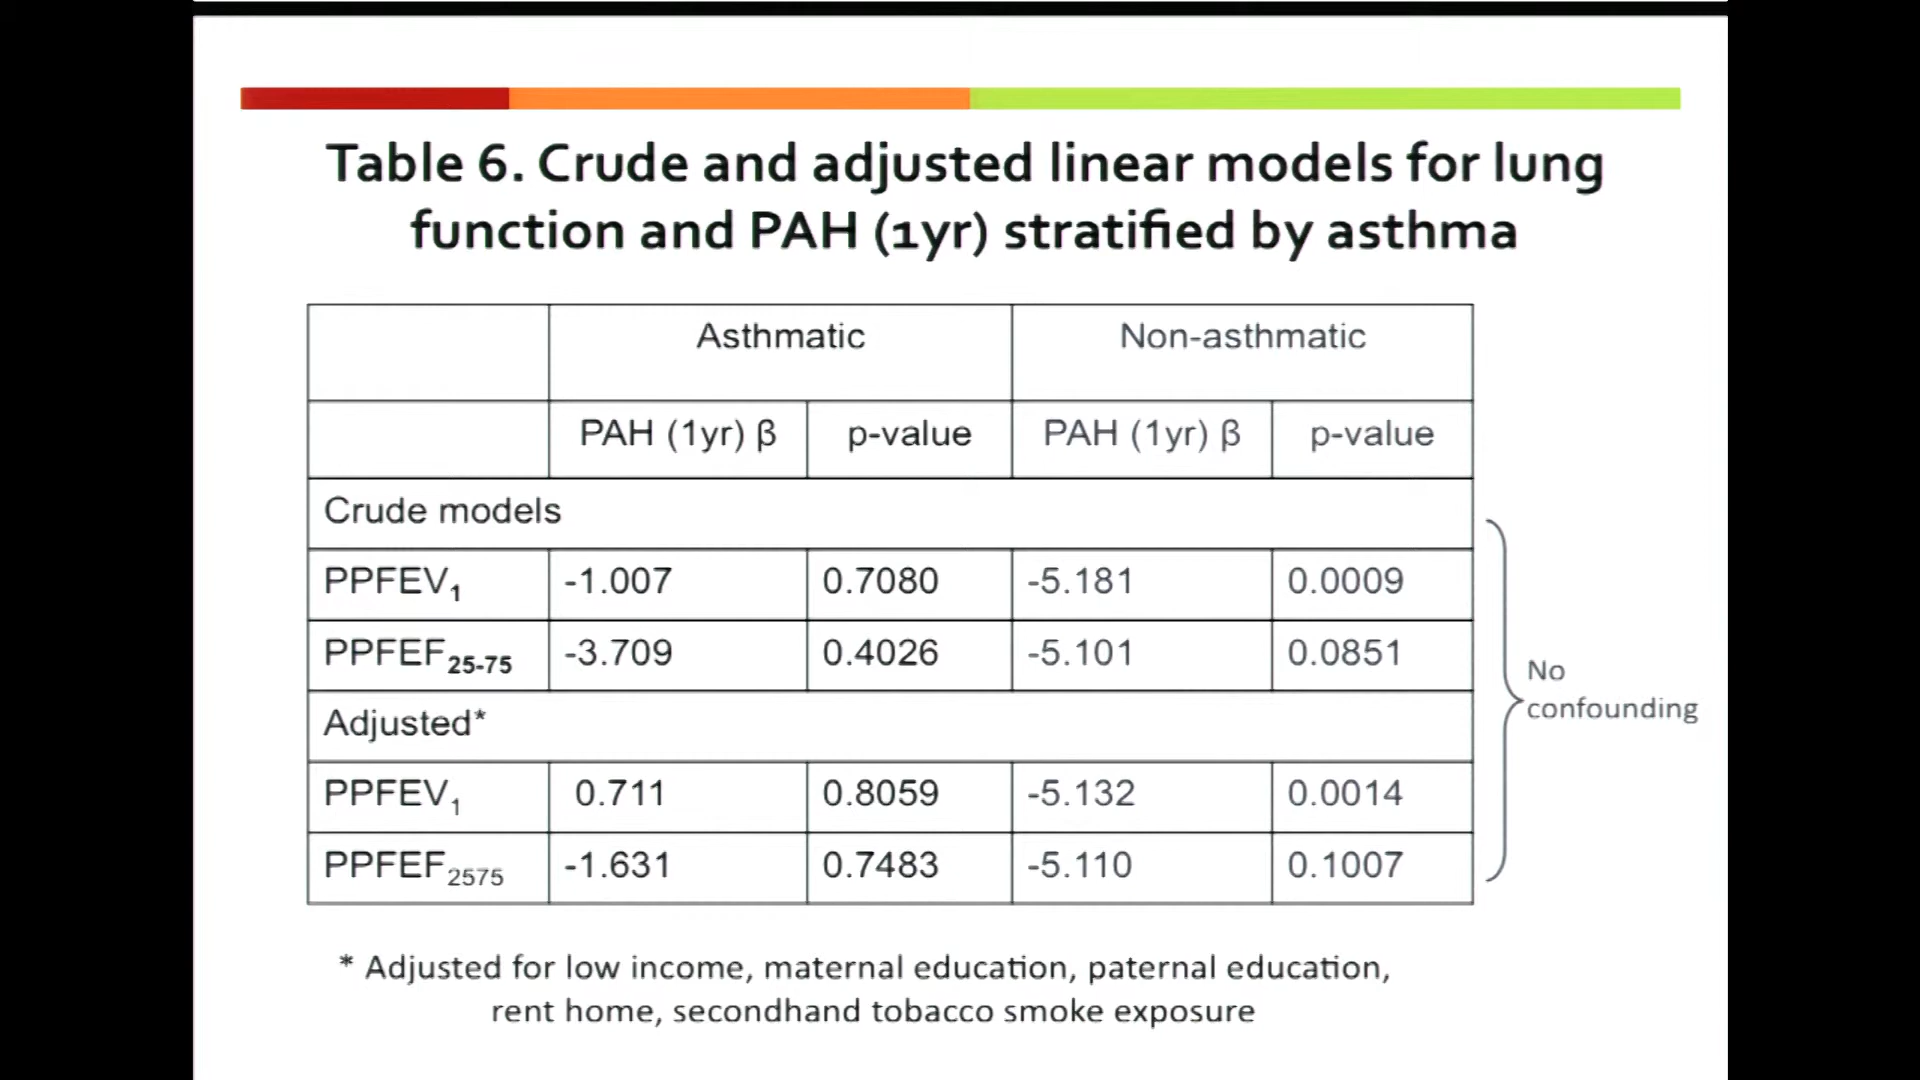 Table 6. Crude and adjusted linear models for lung
function and PAH (1yr) stratified by asthma
Asthmatic Non-asthmatic
PAH (1yr) β p-value PAH (1yr) β p-value
Crude models
PPFEV1 -1.007 0.7080 -5.181 0.0009
PPFEF25-75 -3.709 0.4026 -5.101 0.0851
Adjusted*
PPFEV1 0.711 0.8059 -5.132 0.0014
PPFEF2575 -1.631 0.7483 -5.110 0.1007
No
confounding
* Adjusted for low income, maternal education, paternal education,
rent home, secondhand tobacco smoke exposure